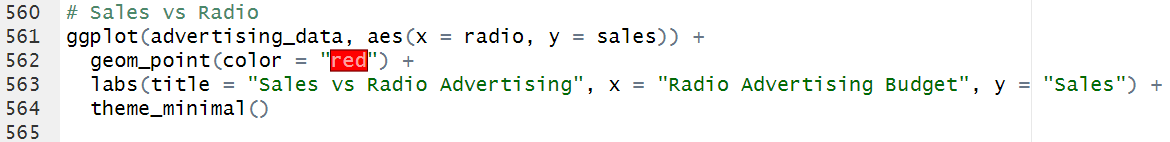 560 # Sales vs Radio
561 ggplot(advertising_data, aes(x = radio, y = sales)) +
562   geom_point(color = "red") +
563   labs(title = "Sales vs Radio Advertising", x = "Radio Advertising Budget", y = "Sales") +
564   theme_minimal()
565